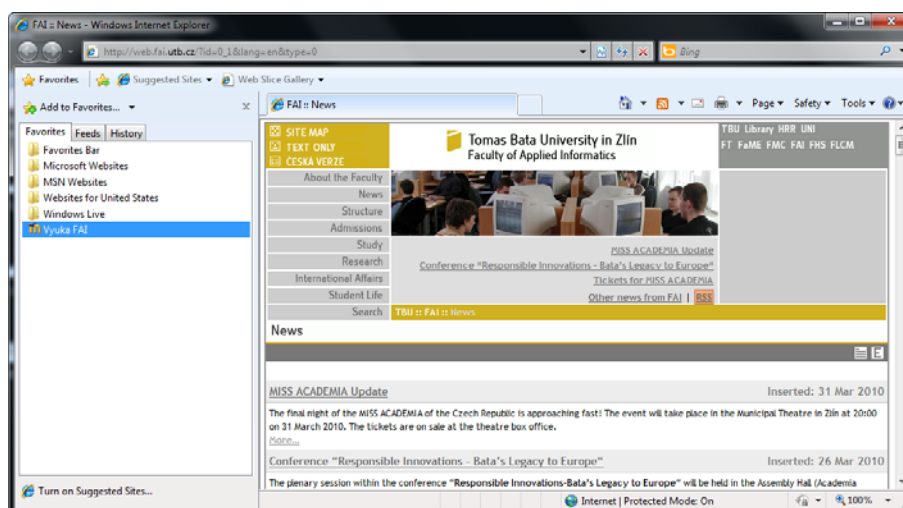 FAI :: News - Windows Internet Explorer
http://web.fai.utb.cz/?id=0_1&lang=en&type=0
Bing
Favorites
Suggested Sites
Web Slice Gallery
Add to Favorites...
FAI :: News
Page
Safety
Tools
Favorites
Feeds
History
Favorites Bar
Microsoft Websites
MSN Websites
Websites for United States
Windows Live
Vyuka FAI
Turn on Suggested Sites...
SITE MAP
TEXT ONLY
ČESKÁ VERZE
Tomas Bata University in Zlín
Faculty of Applied Informatics
TBU Library HRR UNI
FT FaME FMC FAI FHS FLCM
About the Faculty
News
Structure
Admissions
Study
Research
International Affairs
Student Life
Search
MISS ACADEMIA Update
Conference "Responsible Innovations - Bata's Legacy to Europe"
Tickets for MISS ACADEMIA
Other news from FAI | RSS
TBU :: FAI :: News
News
MISS ACADEMIA Update
Inserted: 31 Mar 2010
The final night of the MISS ACADEMIA of the Czech Republic is approaching fast! The event will take place in the Municipal Theatre in Zlín at 20:00
on 31 March 2010. The tickets are on sale at the theatre box office.
More...
Conference "Responsible Innovations - Bata's Legacy to Europe"
Inserted: 26 Mar 2010
The plenary session within the conference "Responsible Innovations-Bata's Legacy to Europe" will be held in the Assembly Hall (Academia
Internet | Protected Mode: On
100%